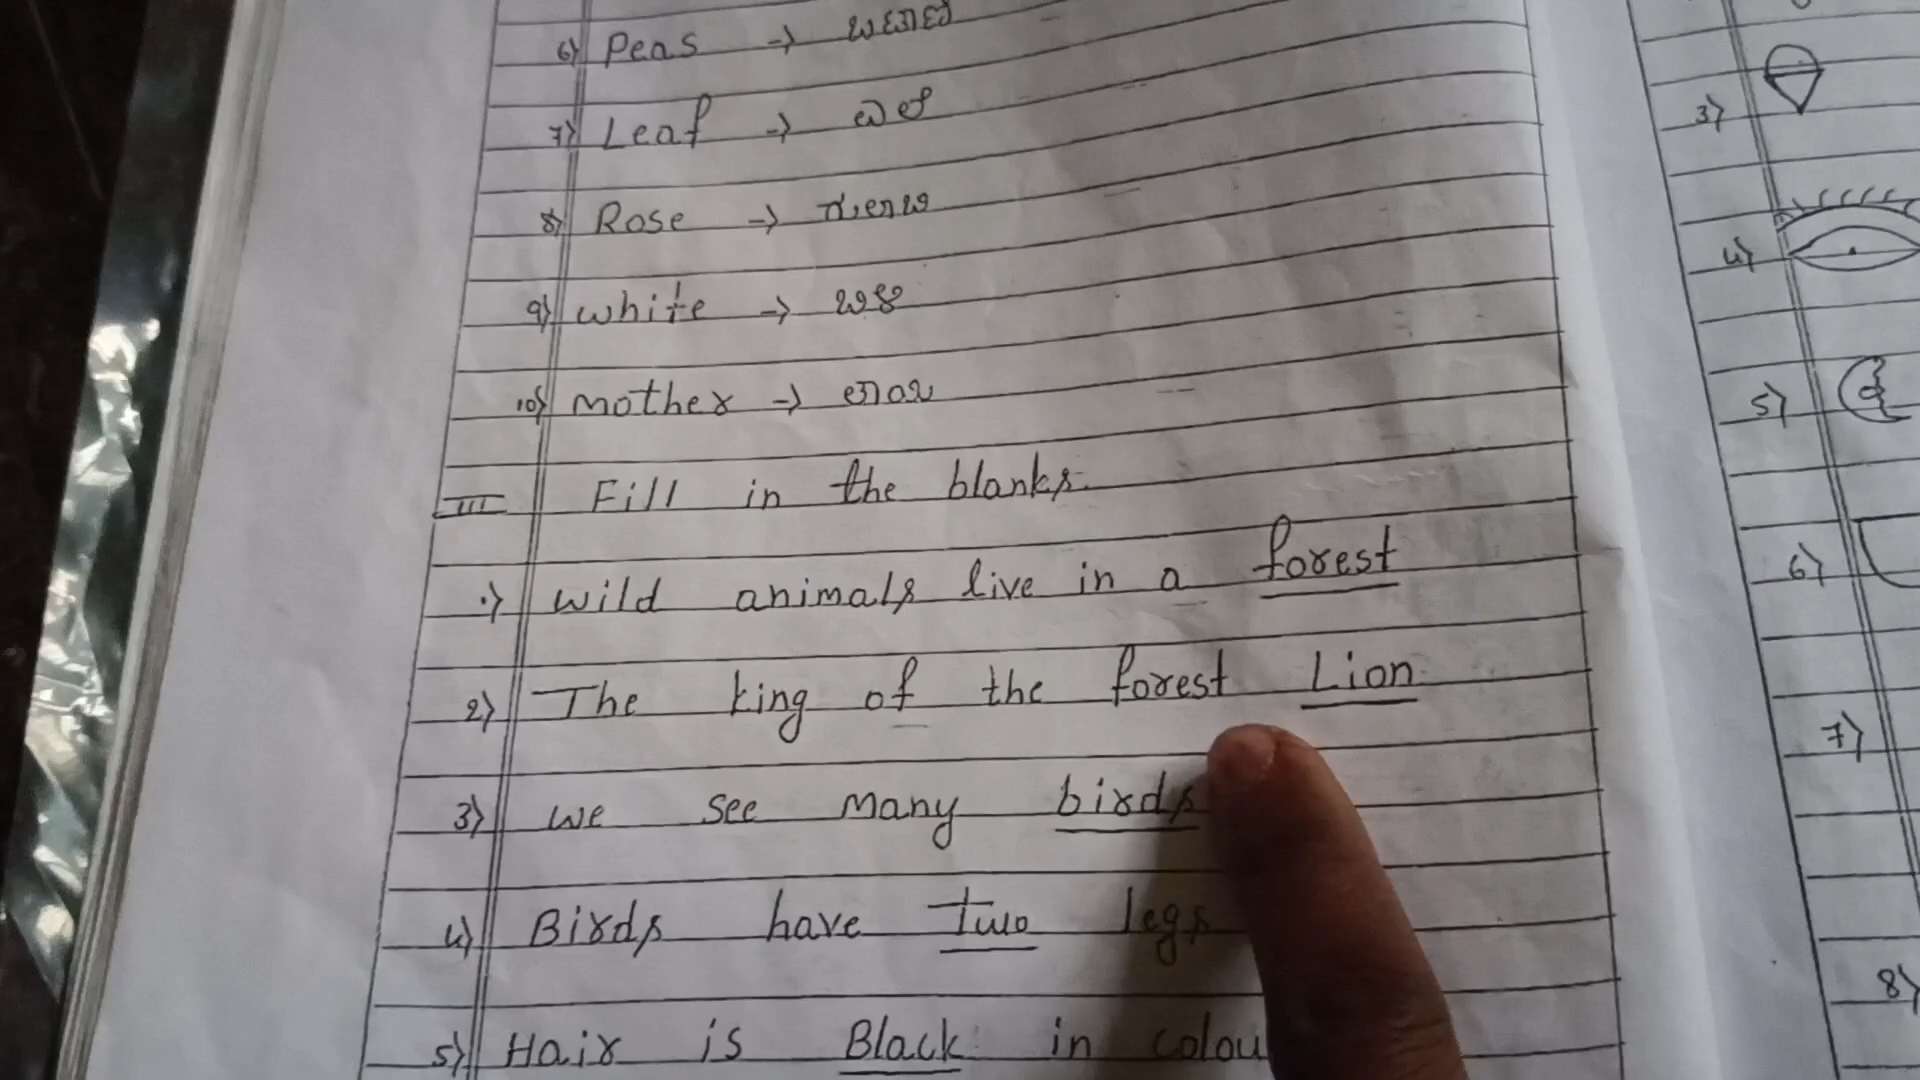 6) Peas →
7) Leaf → ಎಲೆ
8) Rose → ಗುಲಾಬಿ
9) white → ಬಿಳಿ
10) mother → ತಾಯಿ
III Fill in the blanks.
1) wild animals live in a forest
2) The king of the forest Lion
3) we see many birds
4) Birds have Two legs
5) Hair is Black in
3)
4)
5)
6)
7)
8)